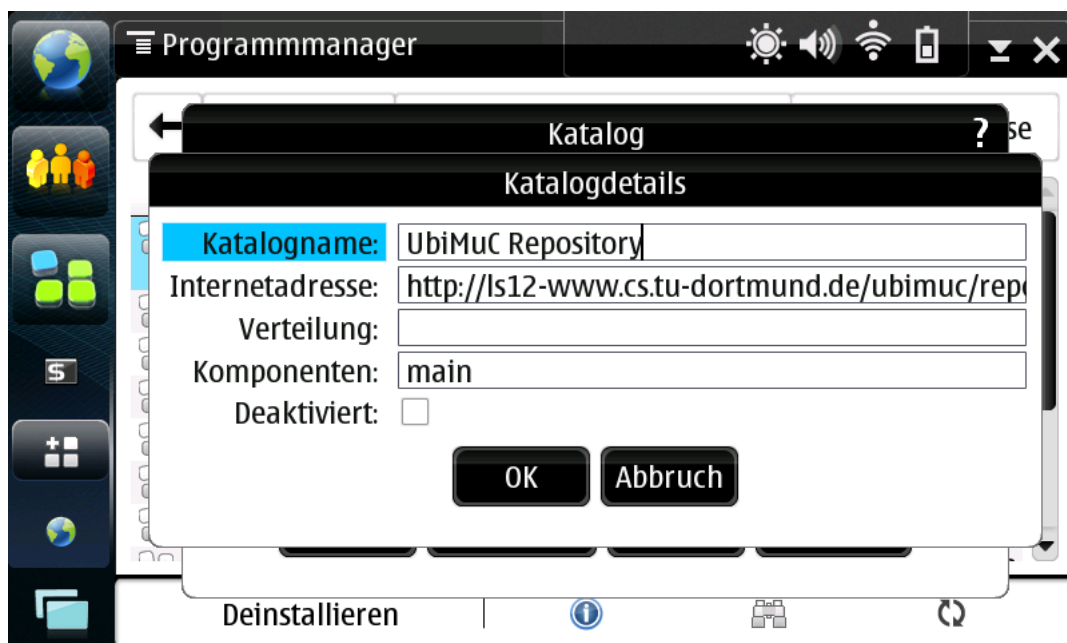 Programmmanager
Katalog ?
se
Katalogdetails
Katalogname: UbiMuC Repository
Internetadresse: http://ls12-www.cs.tu-dortmund.de/ubimuc/repo
Verteilung:
Komponenten: main
Deaktiviert:
OK Abbruch
Deinstallieren